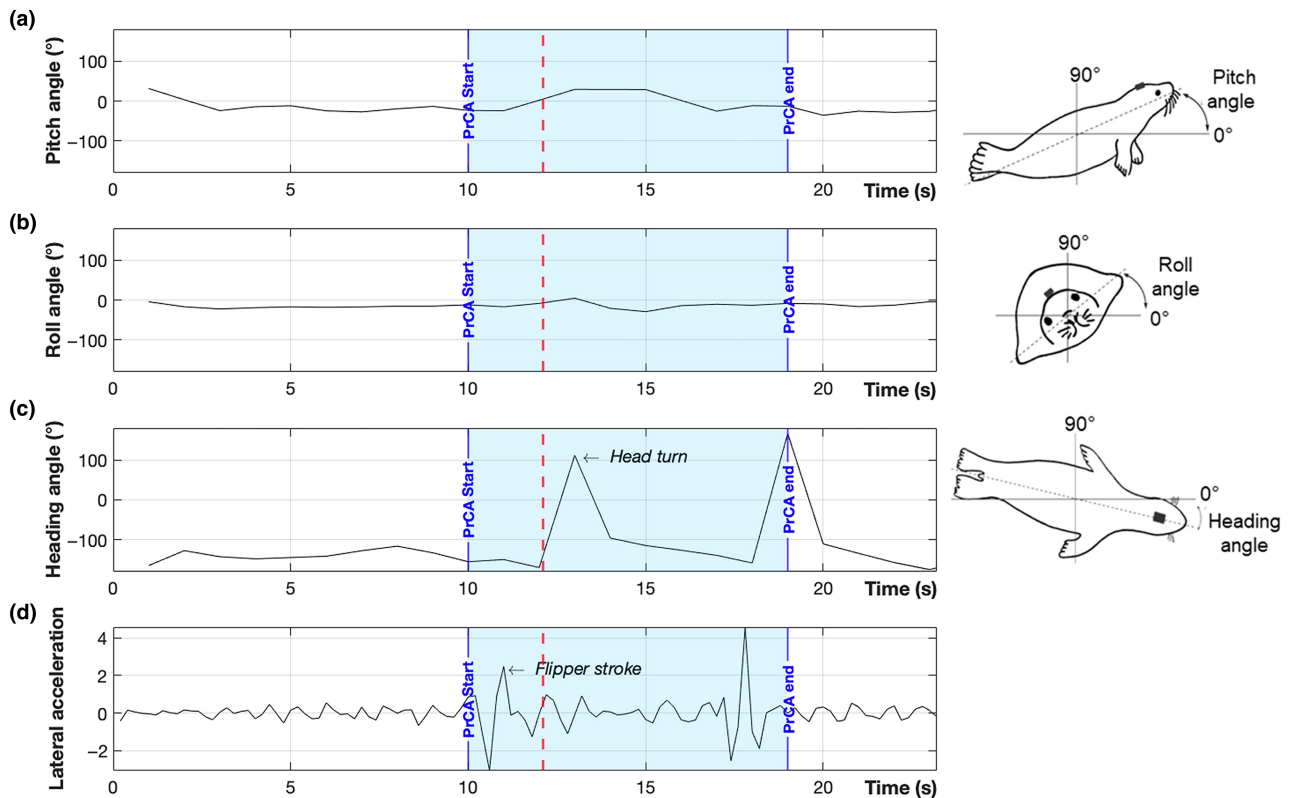 (a)
Pitch angle (°)
100
0
−100
PrCA Start
PrCA end
0
5
10
15
20
Time (s)
90°
Pitch
angle
0°
(b)
Roll angle (°)
100
0
−100
PrCA Start
PrCA end
0
5
10
15
20
Time (s)
90°
Roll
angle
0°
(c)
Heading angle (°)
100
0
−100
PrCA Start
← Head turn
PrCA end
0
5
10
15
20
Time (s)
90°
0°
Heading
angle
(d)
Lateral acceleration
4
2
0
−2
PrCA Start
← Flipper stroke
PrCA end
0
5
10
15
20
Time (s)